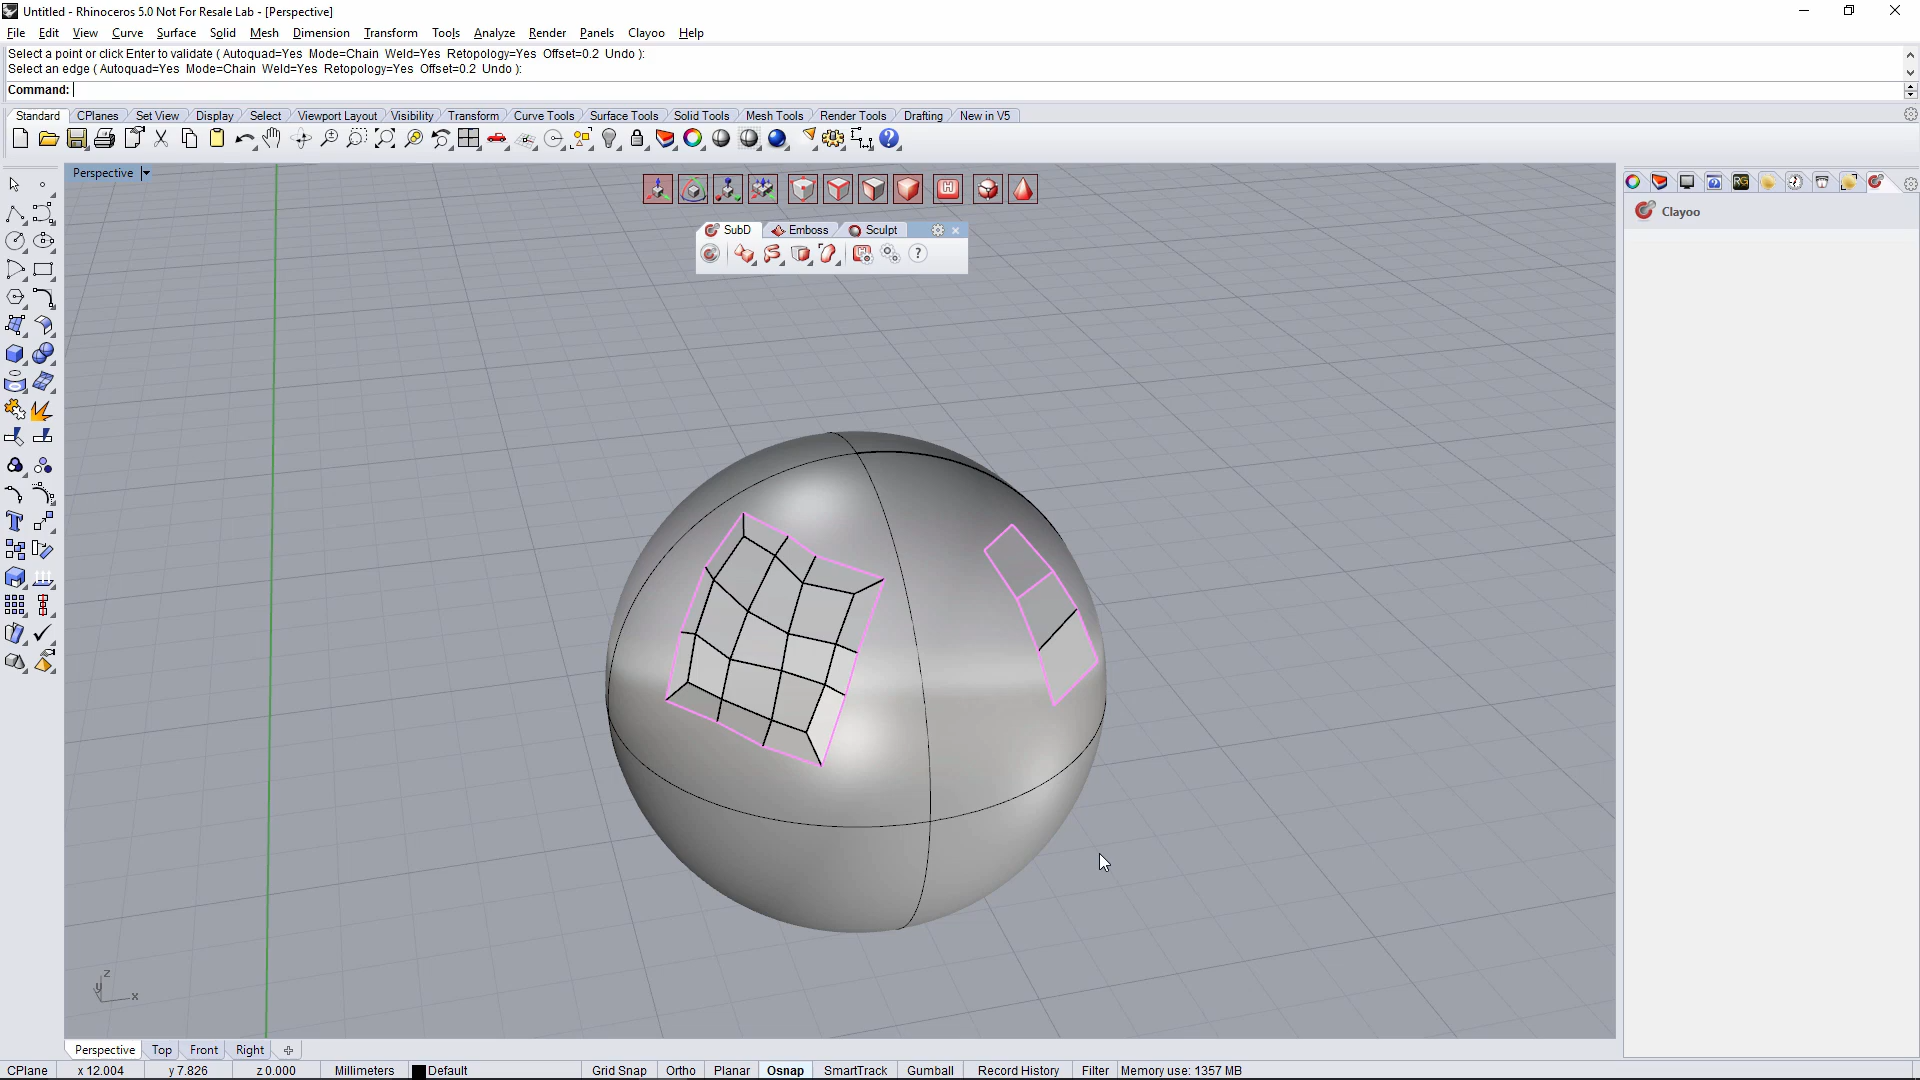 Untitled - Rhinoceros 5.0 Not For Resale Lab - [Perspective]
File Edit View Curve Surface Solid Mesh Dimension Transform Tools Analyze Render Panels Clayoo Help
Select a point or click Enter to validate ( Autoquad=Yes Mode=Chain Weld=Yes Retopology=Yes Offset=0.2 Undo ):
Select an edge ( Autoquad=Yes Mode=Chain Weld=Yes Retopology=Yes Offset=0.2 Undo ):
Command:
Standard CPlanes Set View Display Select Viewport Layout Visibility Transform Curve Tools Surface Tools Solid Tools Mesh Tools Render Tools Drafting New in V5
Perspective
Clayoo
SubD Emboss Sculpt
z
y
x
Perspective Top Front Right
CPlane x 12.004 y 7.826 z 0.000 Millimeters Default Grid Snap Ortho Planar Osnap SmartTrack Gumball Record History Filter Memory use: 1357 MB